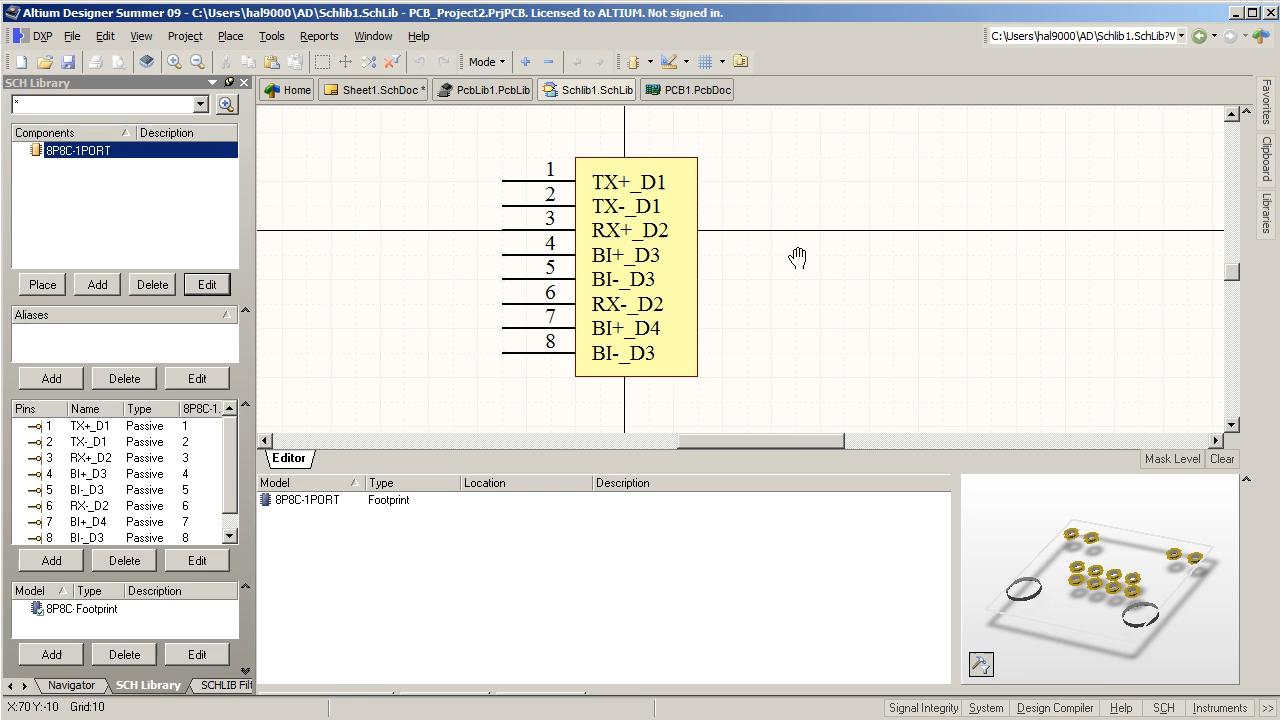 Altium Designer Summer 09 - C:\Users\hal9000\AD\Schlib1.SchLib - PCB_Project2.PrjPCB. Licensed to ALTIUM. Not signed in.
DXP File Edit View Project Place Tools Reports Window Help C:\Users\hal9000\AD\Schlib1.SchLib?V
Mode
SCH Library
Home Sheet1.SchDoc * PcbLib1.PcbLib Schlib1.SchLib PCB1.PcbDoc
*
Components Description
8P8C-1PORT
Place Add Delete Edit
Aliases
Add Delete Edit
Pins Name Type 8P8C-1.
1 TX+_D1 Passive 1
2 TX-_D1 Passive 2
3 RX+_D2 Passive 3
4 BI+_D3 Passive 4
5 BI-_D3 Passive 5
6 RX-_D2 Passive 6
7 BI+_D4 Passive 7
8 BI-_D3 Passive 8
Add Delete Edit
Model Type Description
8P8C Footprint
Add Delete Edit
Navigator SCH Library SCHLIB Filt
1 TX+_D1
2 TX-_D1
3 RX+_D2
4 BI+_D3
5 BI-_D3
6 RX-_D2
7 BI+_D4
8 BI-_D3
Editor Mask Level Clear
Model Type Location Description
8P8C-1PORT Footprint
Favorites
Clipboard
Libraries
X:70 Y:-10 Grid:10 Signal Integrity System Design Compiler Help SCH Instruments >>